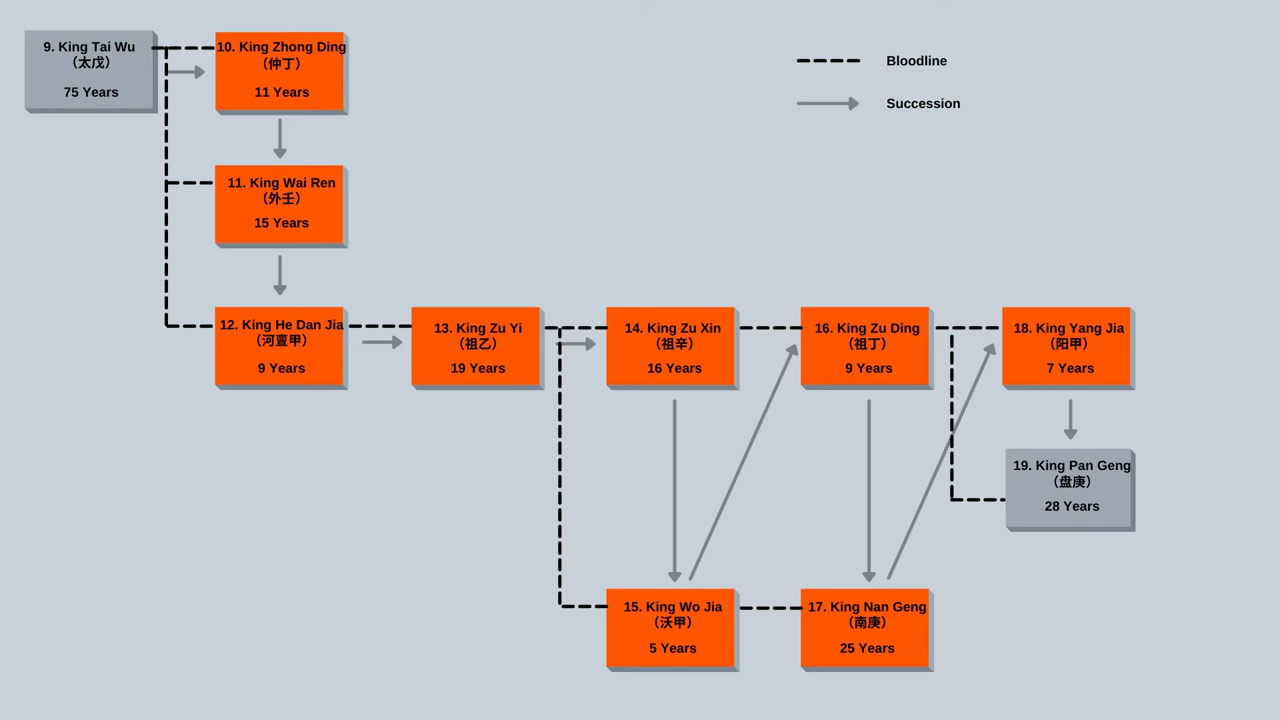 9. King Tai Wu
（太戊）
75 Years
10. King Zhong Ding
（仲丁）
11 Years
Bloodline
Succession
11. King Wai Ren
（外壬）
15 Years
12. King He Dan Jia
（河亶甲）
9 Years
13. King Zu Yi
（祖乙）
19 Years
14. King Zu Xin
（祖辛）
16 Years
16. King Zu Ding
（祖丁）
9 Years
18. King Yang Jia
（阳甲）
7 Years
19. King Pan Geng
（盘庚）
28 Years
15. King Wo Jia
（沃甲）
5 Years
17. King Nan Geng
（南庚）
25 Years